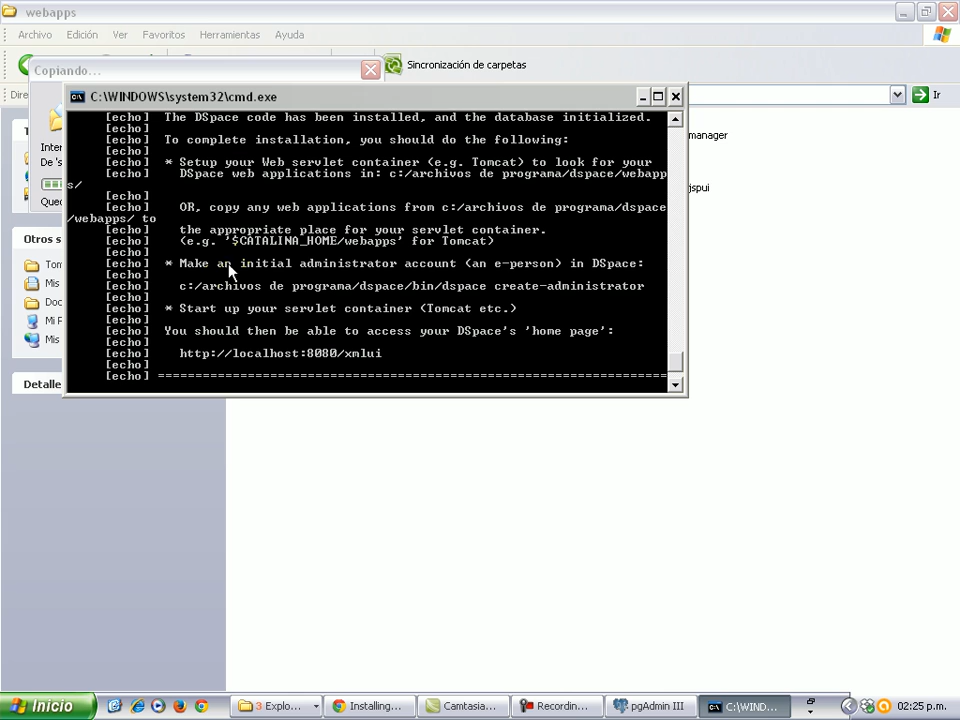 webapps
Archivo Edición Ver Favoritos Herramientas Ayuda
Sincronización de carpetas
Copiando...
Ir
C:\WINDOWS\system32\cmd.exe
manager
jspui
[echo] The DSpace code has been installed, and the database initialized.
[echo]
[echo] To complete installation, you should do the following:
[echo]
[echo] * Setup your Web servlet container (e.g. Tomcat) to look for your
[echo] DSpace web applications in: c:/archivos de programa/dspace/webapp
s/
[echo]
[echo] OR, copy any web applications from c:/archivos de programa/dspace
/webapps/ to
[echo] the appropriate place for your servlet container.
[echo] (e.g. '$CATALINA_HOME/webapps' for Tomcat)
[echo]
[echo] * Make an initial administrator account (an e-person) in DSpace:
[echo]
[echo] c:/archivos de programa/dspace/bin/dspace create-administrator
[echo]
[echo] * Start up your servlet container (Tomcat etc.)
[echo]
[echo] You should then be able to access your DSpace's 'home page':
[echo]
[echo] http://localhost:8080/xmlui
[echo]
[echo] ====================================================================
Otros s
Tom
Mis
Doc
Mi P
Mis
Detalle
Inicio
3 Explo...
Installing...
Camtasia...
Recordin...
pgAdmin III
C:\WIND...
02:25 p.m.